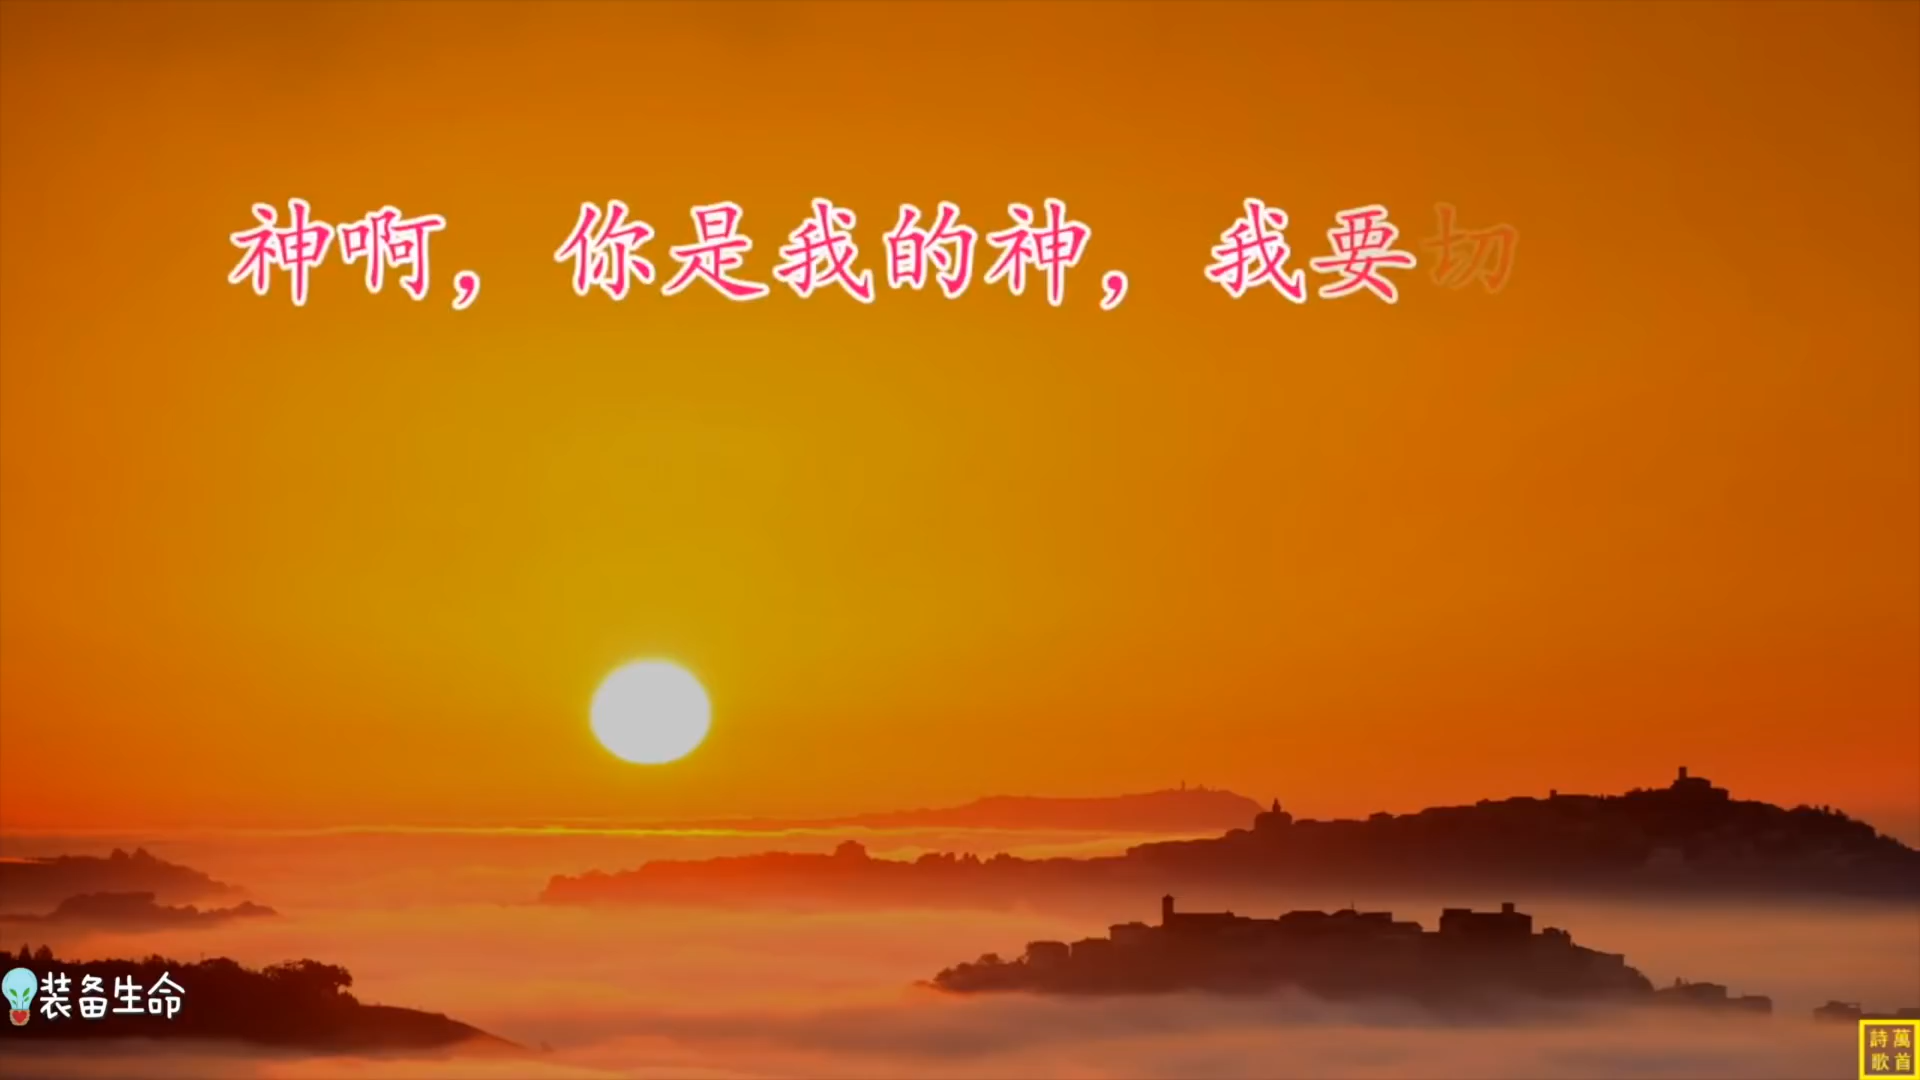 神啊，你是我的神，我要切
装备生命
萬首
詩歌